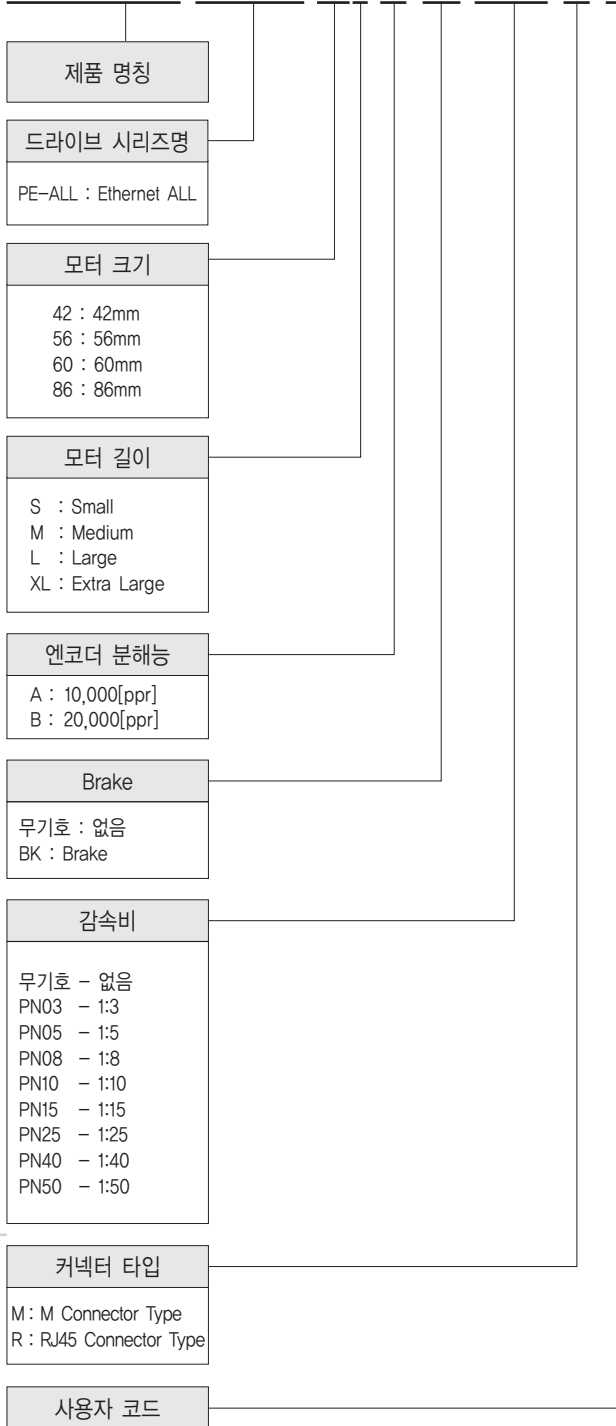 제품 명칭
드라이브 시리즈명
PE-ALL : Ethernet ALL
모터 크기
42 : 42mm
56 : 56mm
60 : 60mm
86 : 86mm
모터 길이
S : Small
M : Medium
L : Large
XL : Extra Large
엔코더 분해능
A : 10,000[ppr]
B : 20,000[ppr]
Brake
무기호 : 없음
BK : Brake
감속비
무기호 - 없음
PN03 - 1:3
PN05 - 1:5
PN08 - 1:8
PN10 - 1:10
PN15 - 1:15
PN25 - 1:25
PN40 - 1:40
PN50 - 1:50
커넥터 타입
M : M Connector Type
R : RJ45 Connector Type
사용자 코드